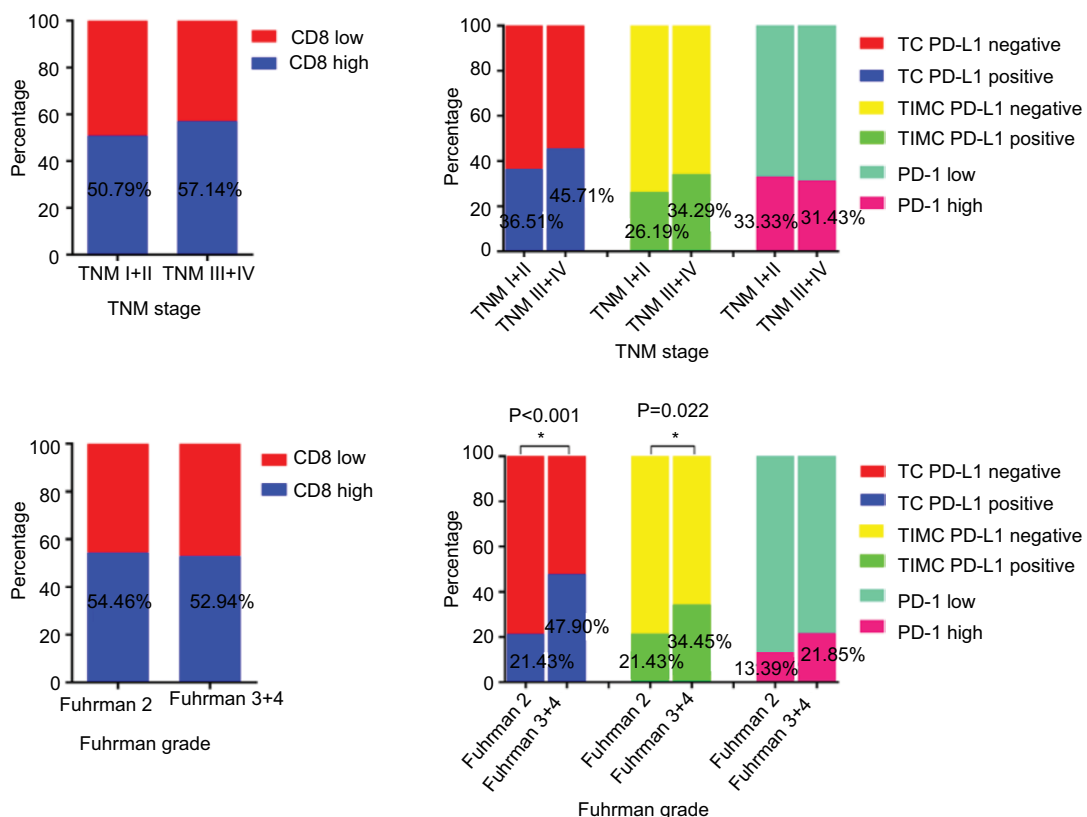 100
80
60
40
20
0
Percentage
50.79%
57.14%
TNM I+II
TNM III+IV
TNM stage
CD8 low
CD8 high
100
80
60
40
20
0
Percentage
36.51%
45.71%
26.19%
34.29%
33.33%
31.43%
TNM I+II
TNM III+IV
TNM I+II
TNM III+IV
TNM I+II
TNM III+IV
TNM stage
TC PD-L1 negative
TC PD-L1 positive
TIMC PD-L1 negative
TIMC PD-L1 positive
PD-1 low
PD-1 high
100
80
60
40
20
0
Percentage
54.46%
52.94%
Fuhrman 2
Fuhrman 3+4
Fuhrman grade
CD8 low
CD8 high
P<0.001
*
P=0.022
*
100
80
60
40
20
0
Percentage
21.43%
47.90%
21.43%
34.45%
13.39%
21.85%
Fuhrman 2
Fuhrman 3+4
Fuhrman 2
Fuhrman 3+4
Fuhrman 2
Fuhrman 3+4
Fuhrman grade
TC PD-L1 negative
TC PD-L1 positive
TIMC PD-L1 negative
TIMC PD-L1 positive
PD-1 low
PD-1 high